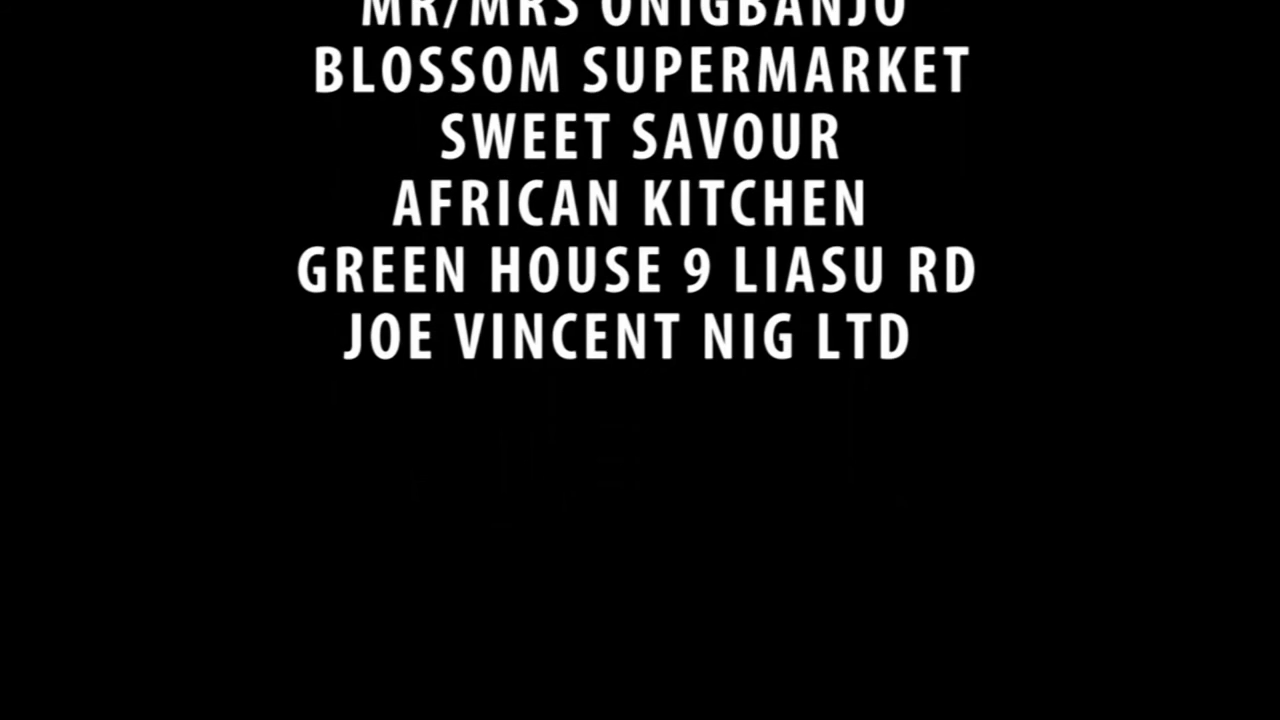 MR/MRS ONIGBANJO
BLOSSOM SUPERMARKET
SWEET SAVOUR
AFRICAN KITCHEN
GREEN HOUSE 9 LIASU RD
JOE VINCENT NIG LTD